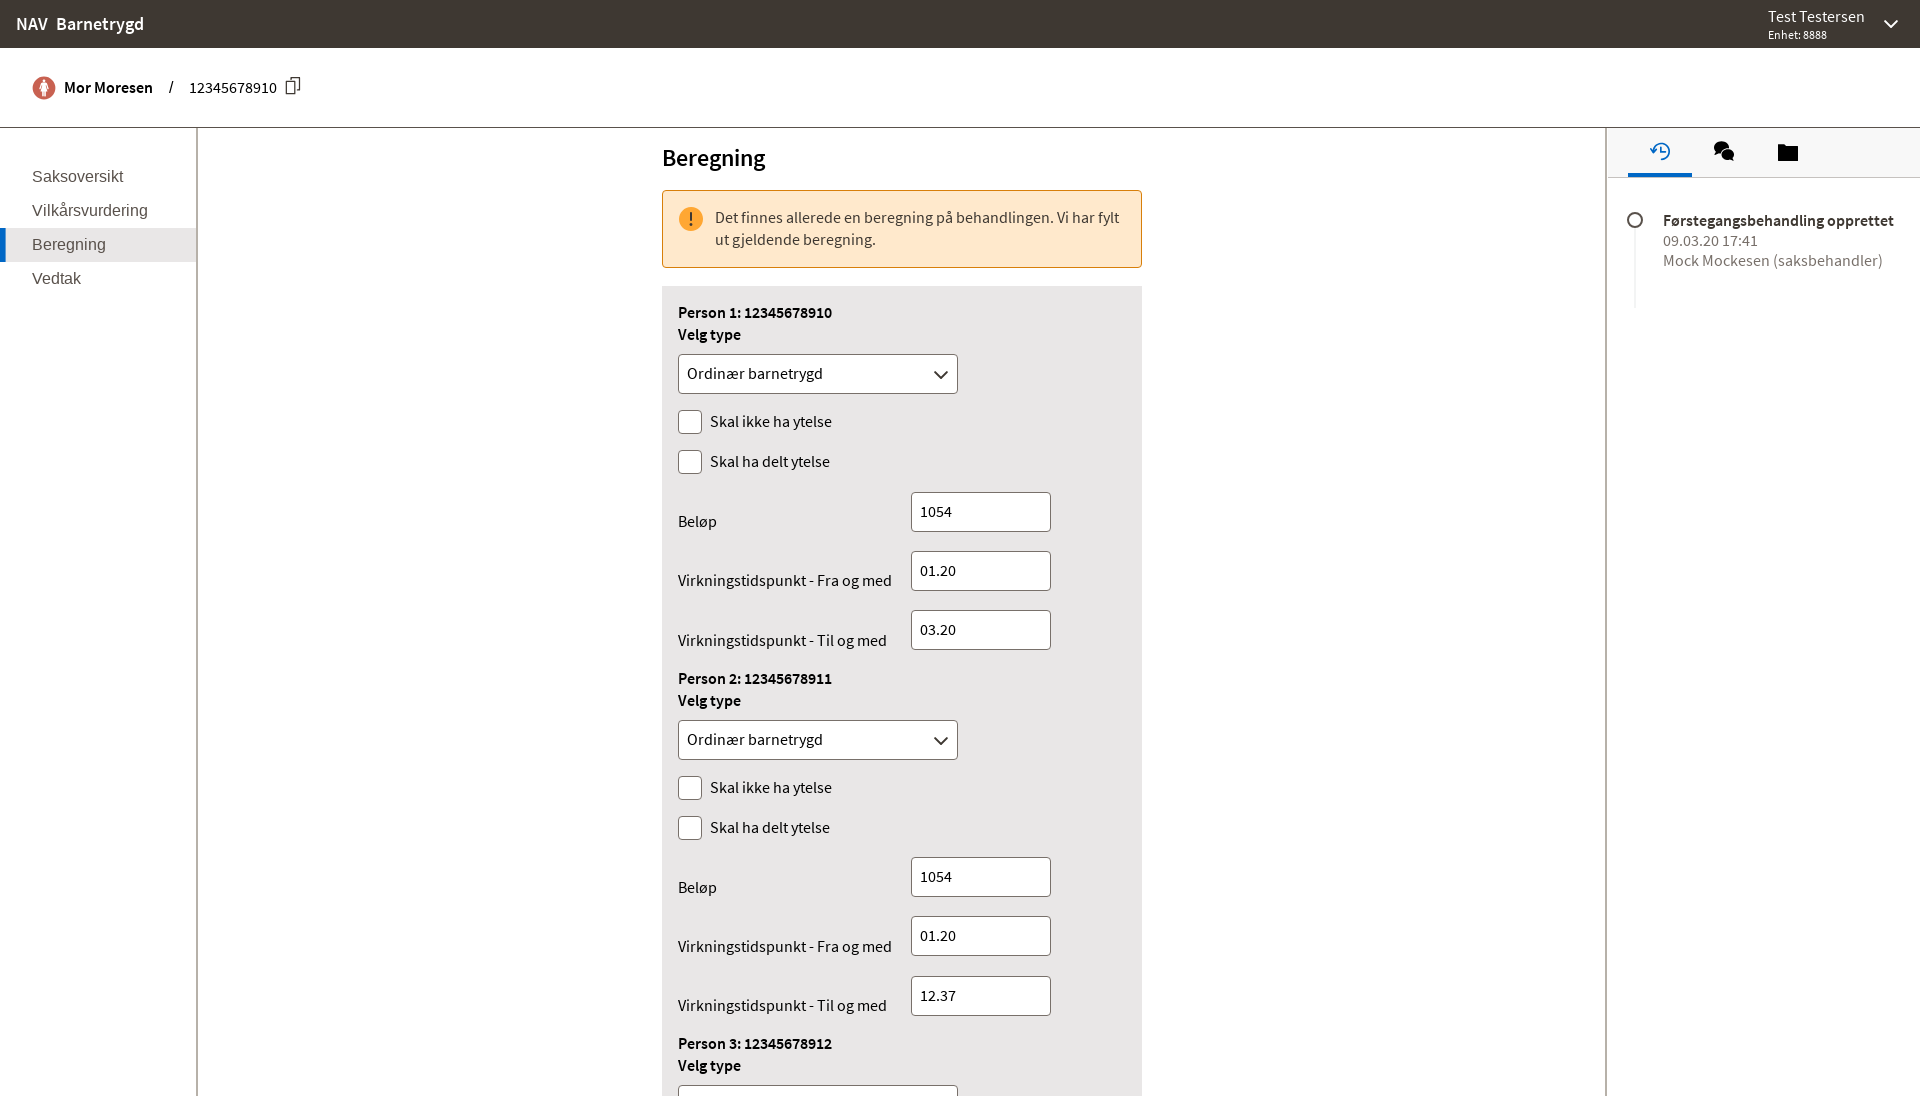 NAV Barnetrygd
Test Testersen
Enhet: 8888
Mor Moresen / 12345678910
Saksoversikt
Vilkårsvurdering
Beregning
Vedtak
Beregning
Det finnes allerede en beregning på behandlingen. Vi har fylt
ut gjeldende beregning.
Person 1: 12345678910
Velg type
Ordinær barnetrygd
Skal ikke ha ytelse
Skal ha delt ytelse
Beløp 1054
Virkningstidspunkt - Fra og med 01.20
Virkningstidspunkt - Til og med 03.20
Person 2: 12345678911
Velg type
Ordinær barnetrygd
Skal ikke ha ytelse
Skal ha delt ytelse
Beløp 1054
Virkningstidspunkt - Fra og med 01.20
Virkningstidspunkt - Til og med 12.37
Person 3: 12345678912
Velg type
Førstegangsbehandling opprettet
09.03.20 17:41
Mock Mockesen (saksbehandler)